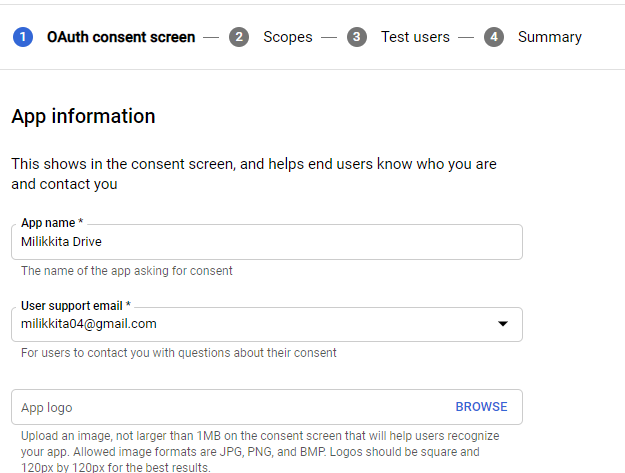 1 OAuth consent screen — 2 Scopes — 3 Test users — 4 Summary
App information
This shows in the consent screen, and helps end users know who you are
and contact you
App name *
Milikkita Drive
The name of the app asking for consent
User support email *
milikkita04@gmail.com
For users to contact you with questions about their consent
App logo BROWSE
Upload an image, not larger than 1MB on the consent screen that will help users recognize
your app. Allowed image formats are JPG, PNG, and BMP. Logos should be square and
120px by 120px for the best results.